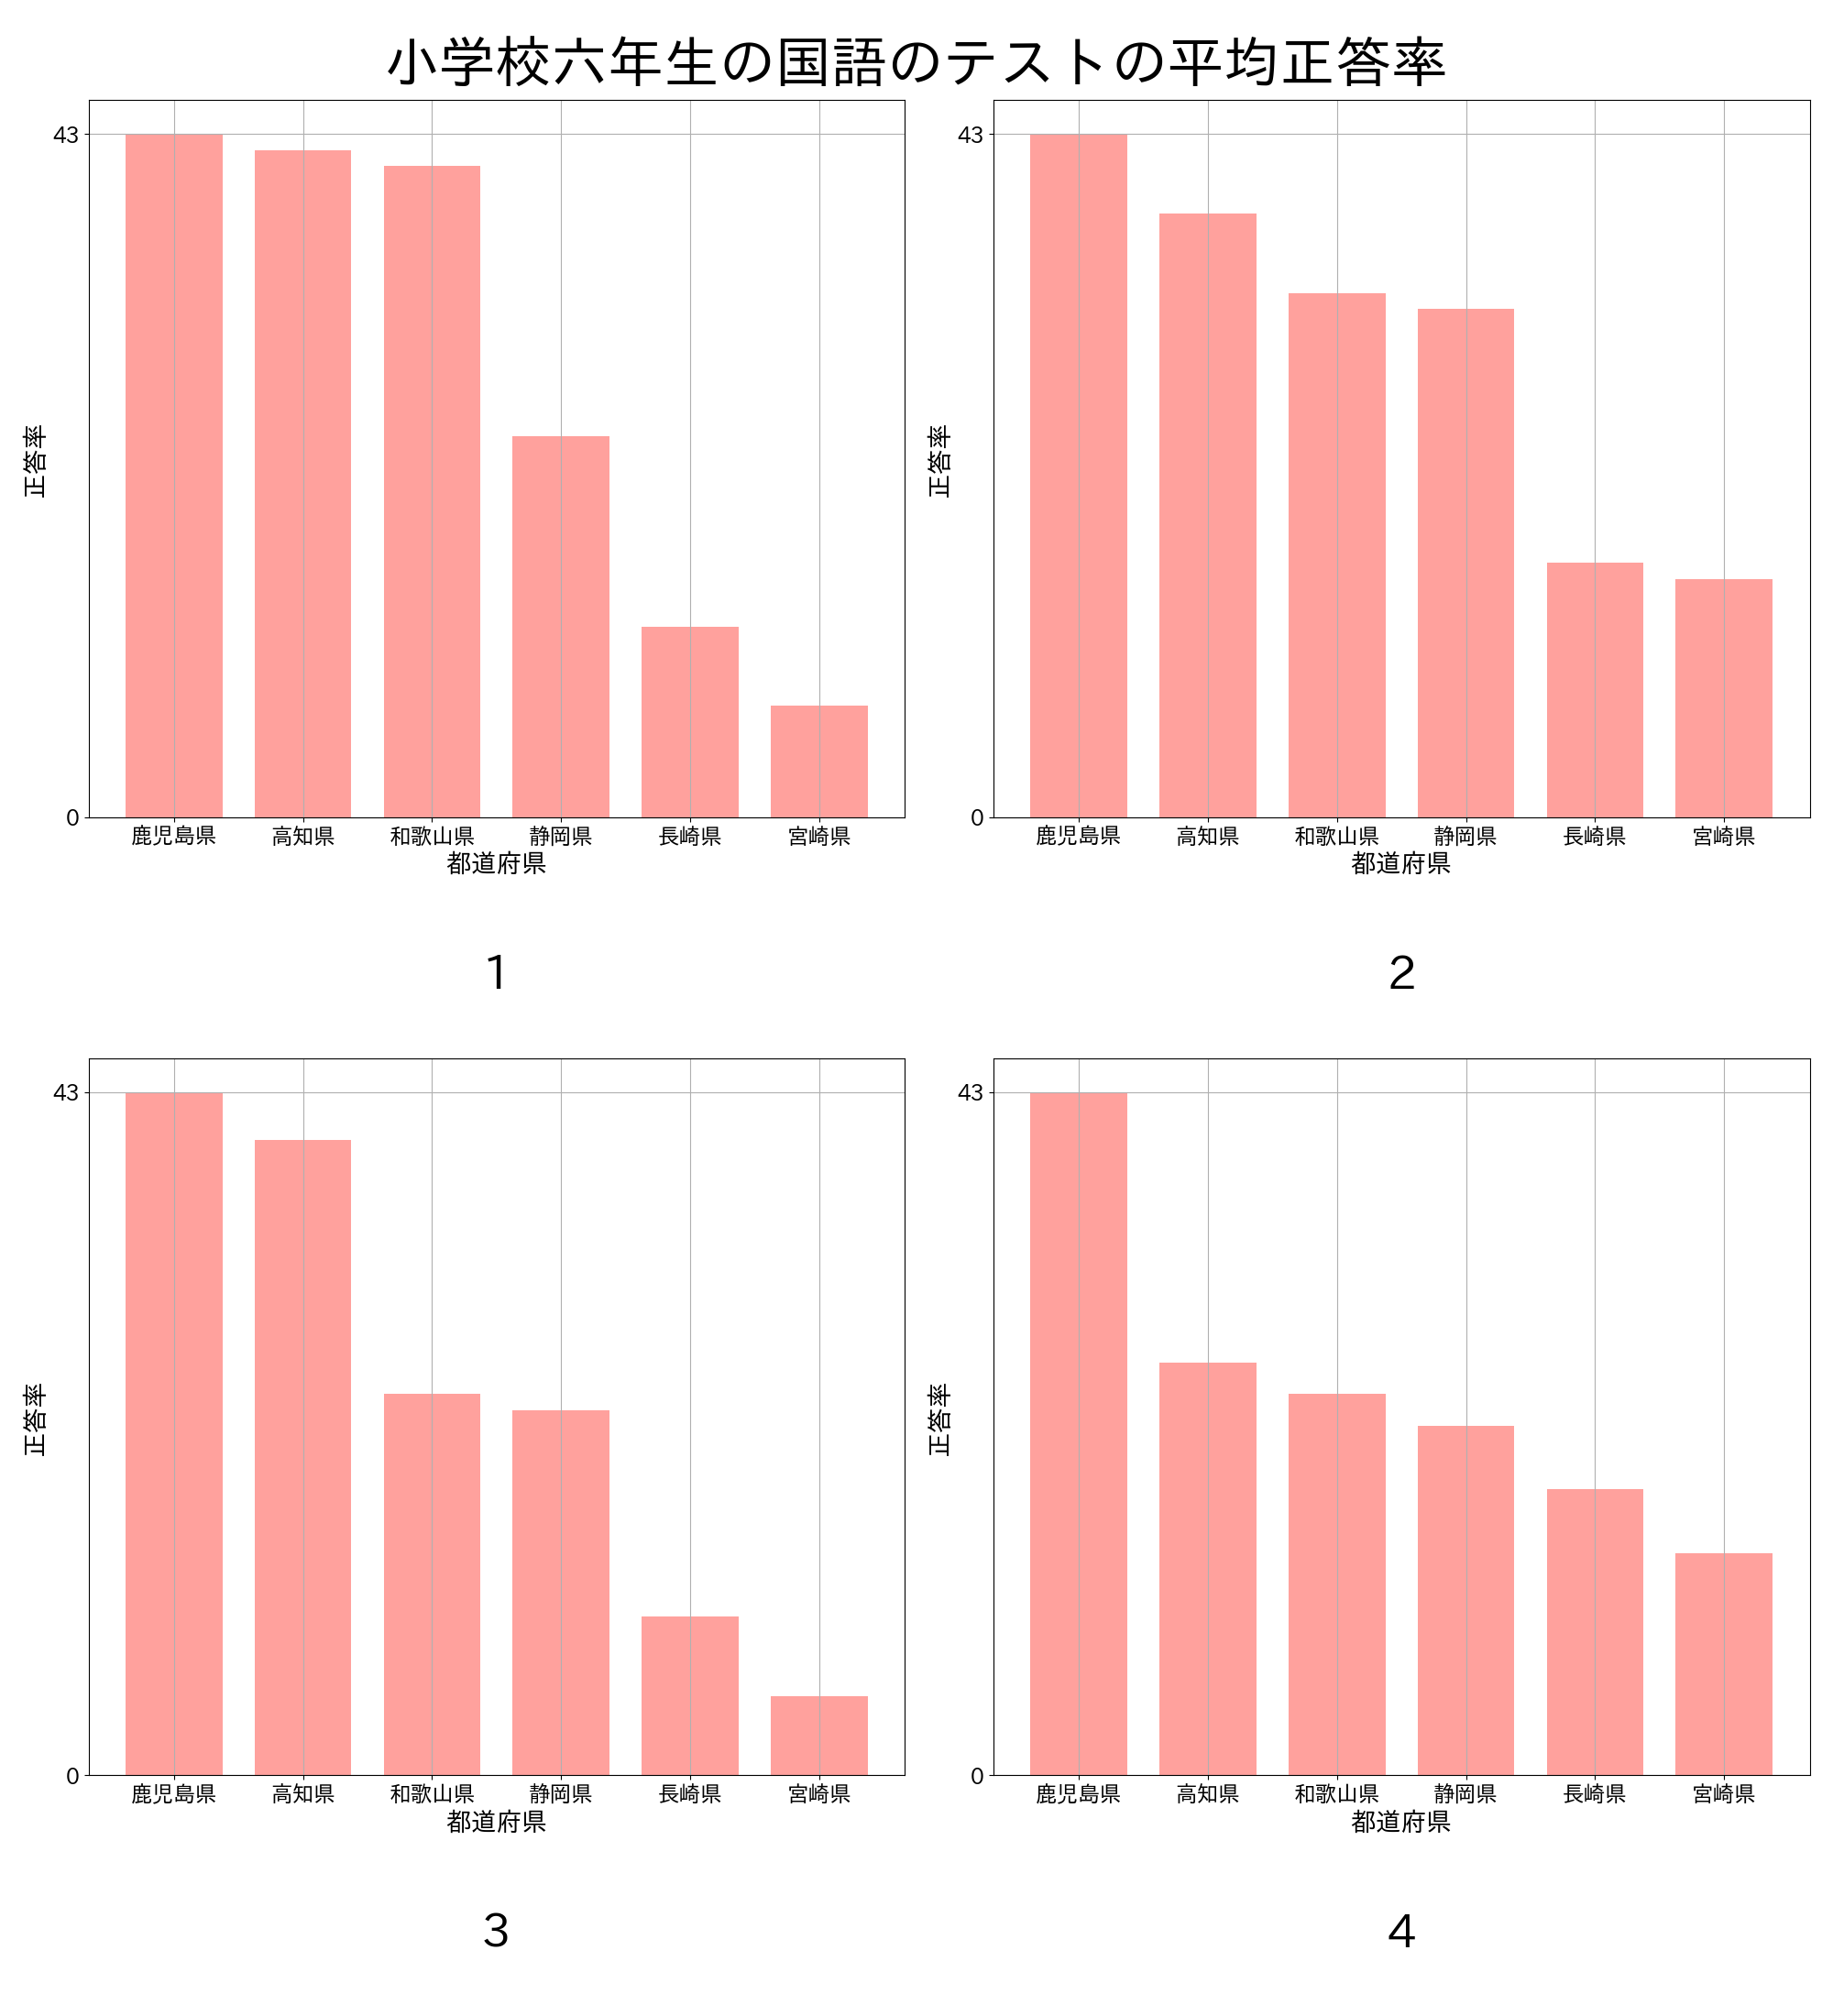 小学校六年生の国語のテストの平均正答率
43
正答率
0
鹿児島県 高知県 和歌山県 静岡県 長崎県 宮崎県
都道府県
1
43
正答率
0
鹿児島県 高知県 和歌山県 静岡県 長崎県 宮崎県
都道府県
2
43
正答率
0
鹿児島県 高知県 和歌山県 静岡県 長崎県 宮崎県
都道府県
3
43
正答率
0
鹿児島県 高知県 和歌山県 静岡県 長崎県 宮崎県
都道府県
4